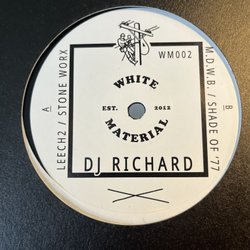 WM002
WHITE
EST. 2012
MATERIAL
DJ RICHARD
A
LEECH2 / STONE WORX
B
M.D.W.B. / SHADE OF '77